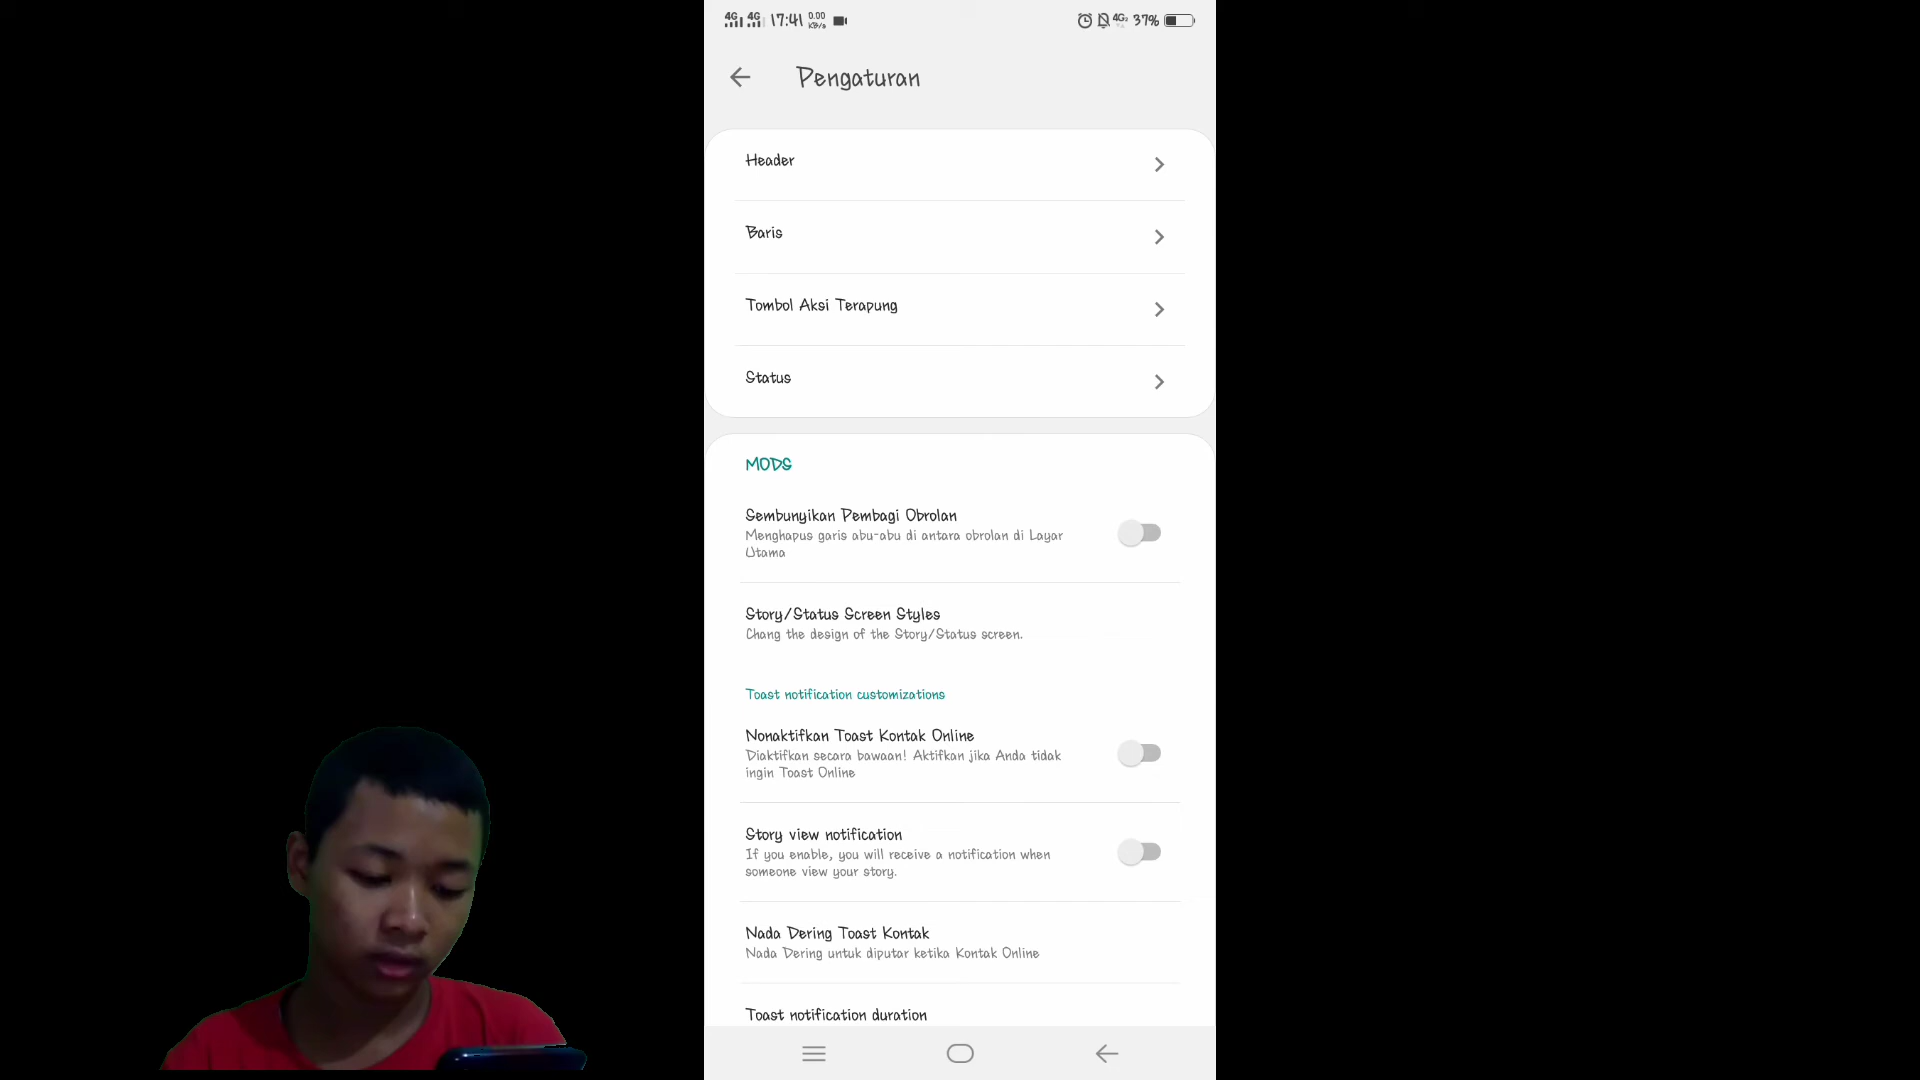 4G 4G 17:41 0.00 KB/s 4G 37%
Pengaturan
Header
Baris
Tombol Aksi Terapung
Status
MODS
Sembunyikan Pembagi Obrolan
Menghapus garis abu-abu di antara obrolan di Layar
Utama
Story/Status Screen Styles
Chang the design of the Story/Status screen.
Toast notification customizations
Nonaktifkan Toast Kontak Online
Diaktifkan secara bawaan! Aktifkan jika Anda tidak
ingin Toast Online
Story view notification
If you enable, you will receive a notification when
someone view your story.
Nada Dering Toast Kontak
Nada Dering untuk diputar ketika Kontak Online
Toast notification duration